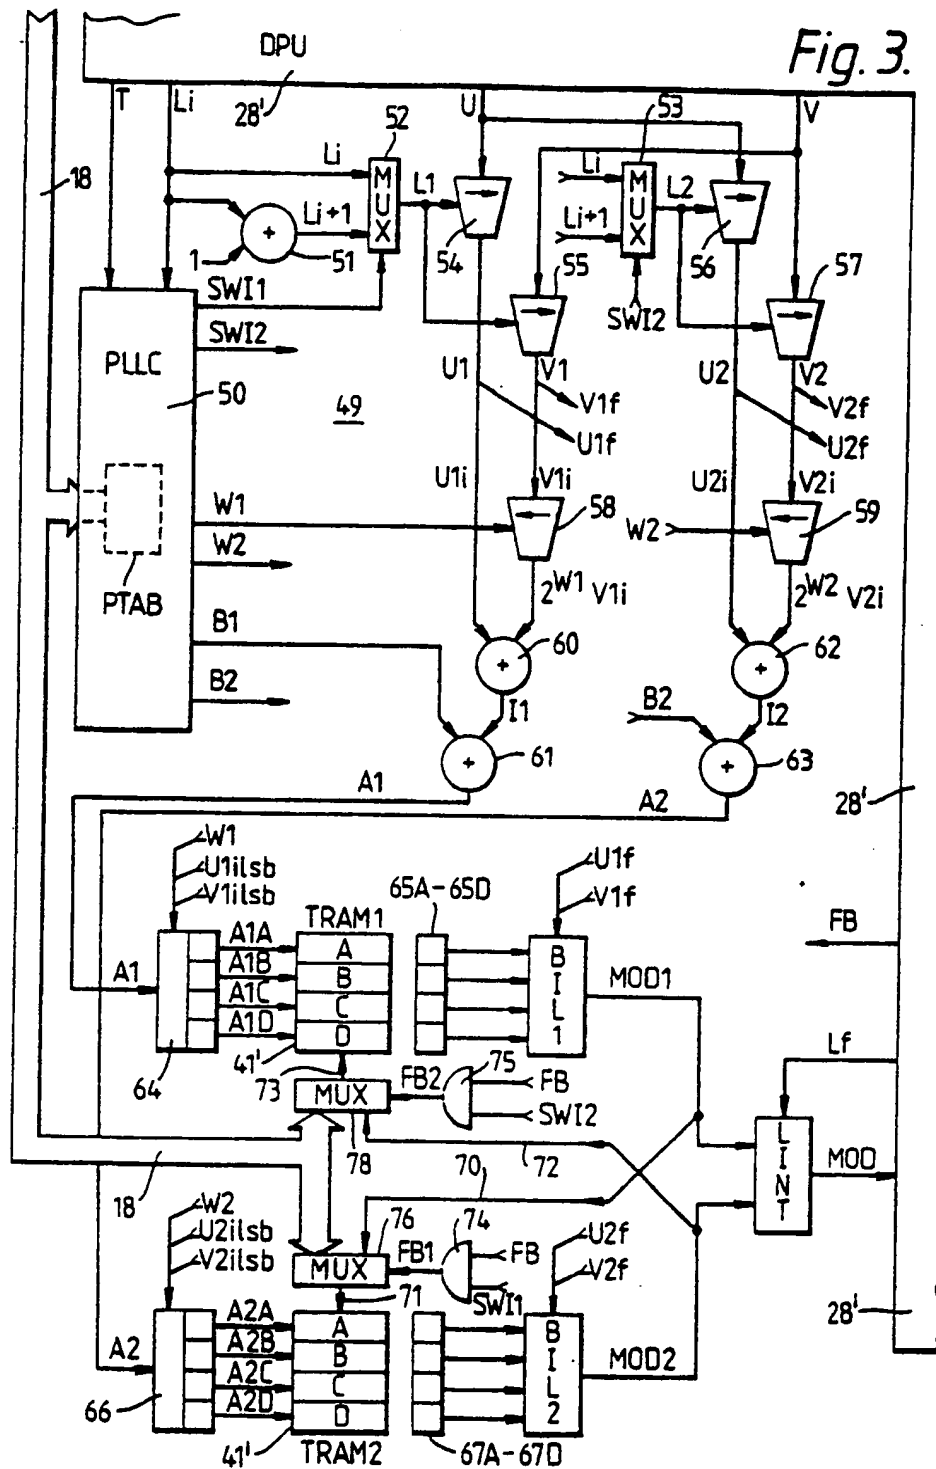 DPU
Fig. 3.
T
Li
28'
U
V
18
52
53
Li
MUX
L1
Li
MUX
L2
Li+1
Li+1
+
1
51
54
55
56
57
SWI1
SWI2
SWI2
PLLC
50
49
U1
V1
V1f
U1f
U2
V2
V2f
U2f
U1i
V1i
U2i
V2i
W1
58
W2
59
W2
PTAB
2W1 V1i
2W2 V2i
B1
+
60
+
62
B2
I1
B2
I2
+
61
+
63
A1
A2
28'
W1
U1ilsb
V1ilsb
65A-65D
U1f
V1f
TRAM1
FB
A1
A1A
A1B
A1C
A1D
A
B
C
D
BIL1
MOD1
64
41'
73
75
Lf
MUX
FB2
FB
SWI2
78
72
LINT
MOD
18
70
W2
U2ilsb
V2ilsb
76
74
U2f
V2f
MUX
FB1
FB
SWI1
71
28'
A2
A2A
A2B
A2C
A2D
A
B
C
D
BIL2
MOD2
66
41'
TRAM2
67A-67D